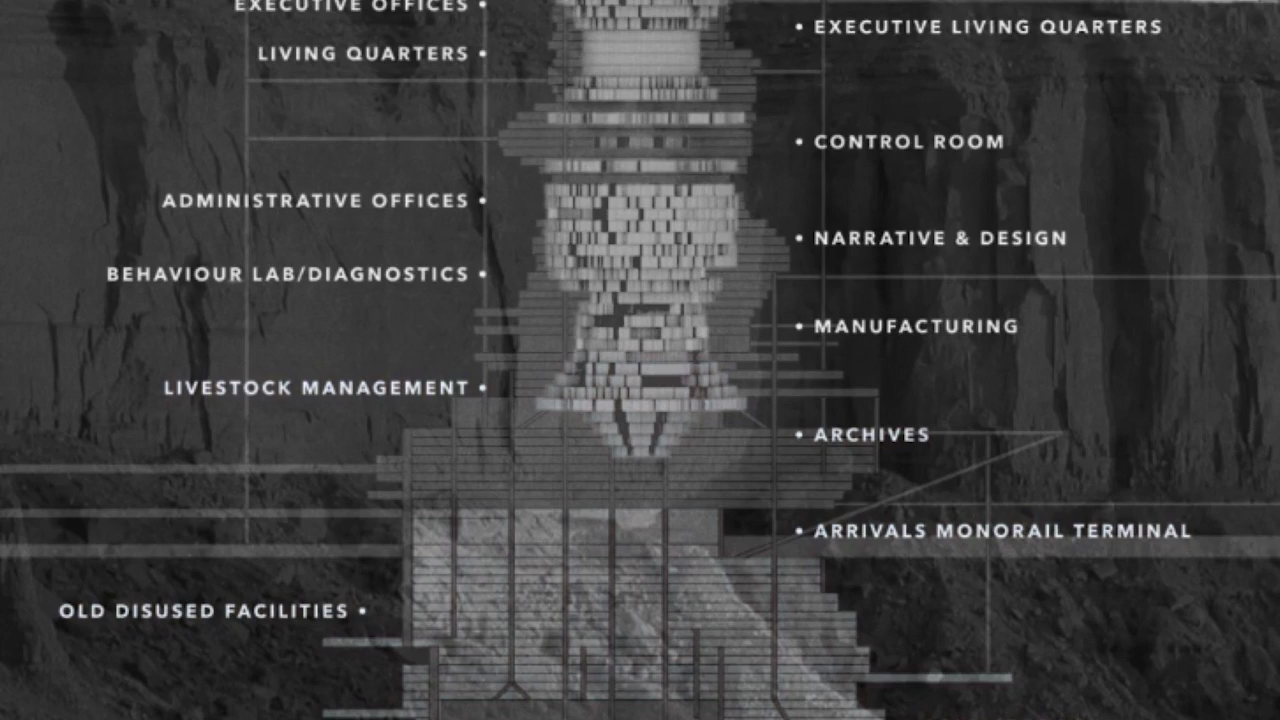 EXECUTIVE OFFICES •
• EXECUTIVE LIVING QUARTERS
LIVING QUARTERS •
• CONTROL ROOM
ADMINISTRATIVE OFFICES •
• NARRATIVE & DESIGN
BEHAVIOUR LAB/DIAGNOSTICS •
• MANUFACTURING
LIVESTOCK MANAGEMENT •
• ARCHIVES
• ARRIVALS MONORAIL TERMINAL
OLD DISUSED FACILITIES •